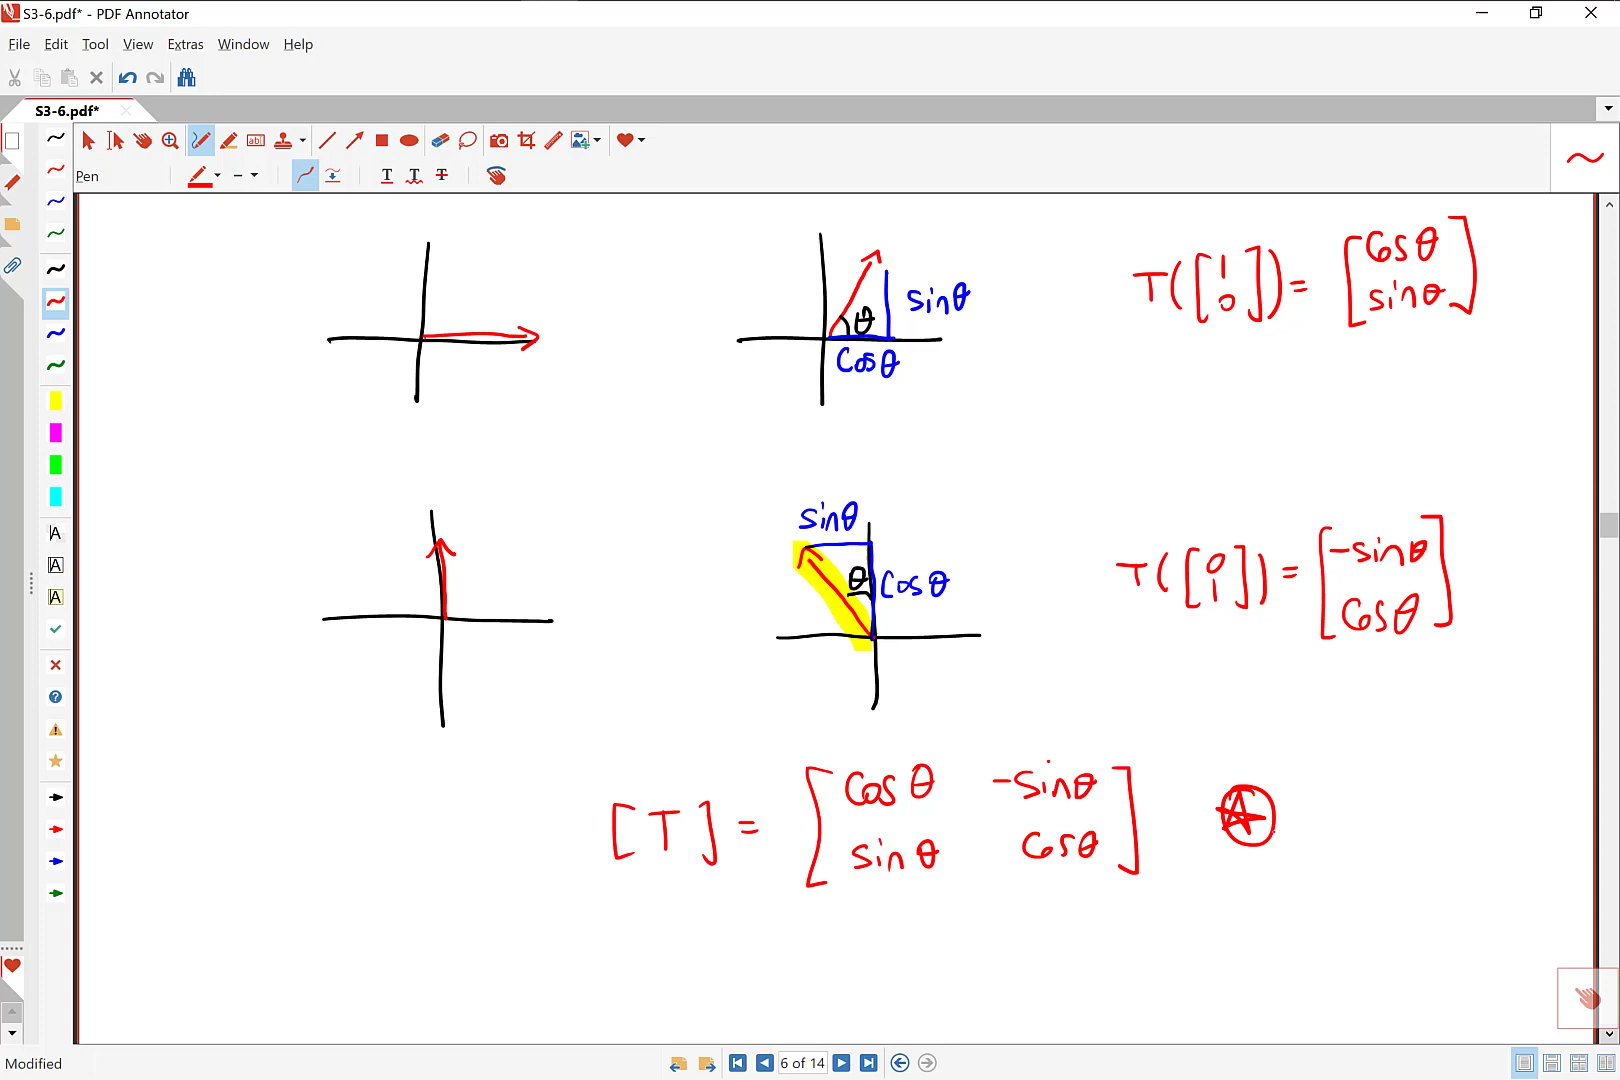 S3-6.pdf* - PDF Annotator
File Edit Tool View Extras Window Help
S3-6.pdf*
Pen
T([1 0]) = [cosθ sinθ]
sinθ
θ
cosθ
sinθ
θ
cosθ
T([0 1]) = [-sinθ cosθ]
[T] = [cosθ -sinθ
sinθ cosθ]
Modified
6 of 14